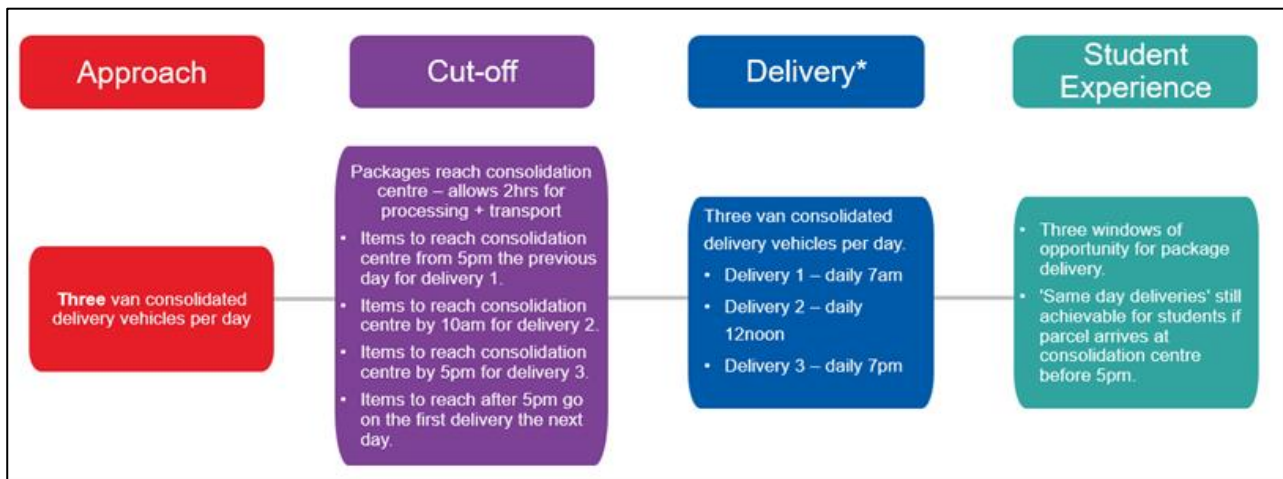 Approach
Cut-off
Delivery*
Student
Experience
Three van consolidated
delivery vehicles per day
Packages reach consolidation
centre – allows 2hrs for
processing + transport
• Items to reach consolidation
centre from 5pm the previous
day for delivery 1.
• Items to reach consolidation
centre by 10am for delivery 2.
• Items to reach consolidation
centre by 5pm for delivery 3.
• Items to reach after 5pm go
on the first delivery the next
day.
Three van consolidated
delivery vehicles per day.
• Delivery 1 – daily 7am
• Delivery 2 – daily
12noon
• Delivery 3 – daily 7pm
• Three windows of
opportunity for package
delivery.
• 'Same day deliveries' still
achievable for students if
parcel arrives at
consolidation centre
before 5pm.